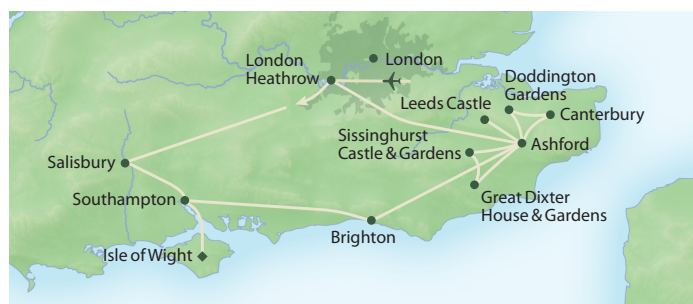 London
London
Heathrow
Doddington
Gardens
Leeds Castle
Canterbury
Sissinghurst
Castle & Gardens
Ashford
Salisbury
Southampton
Great Dixter
House & Gardens
Brighton
Isle of Wight